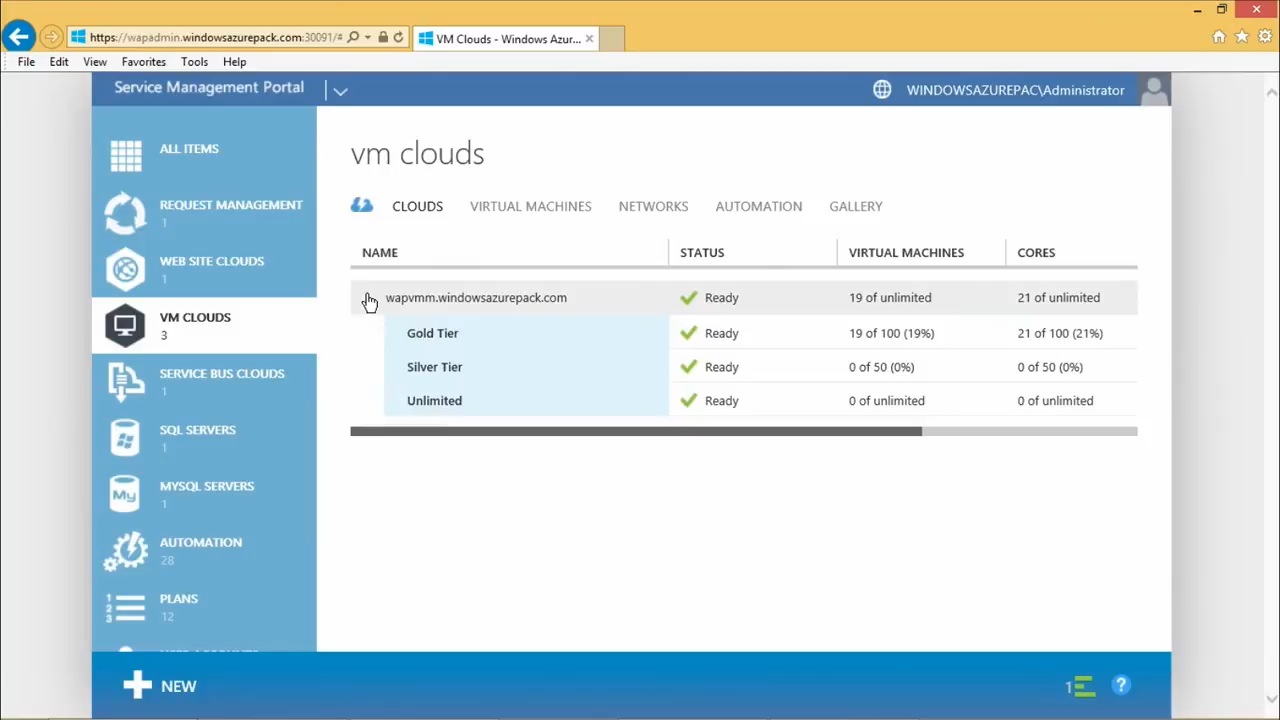 https://wapadmin.windowsazurepack.com:30091/#
VM Clouds - Windows Azur...
File Edit View Favorites Tools Help
Service Management Portal
WINDOWSAZUREPAC\Administrator
ALL ITEMS
REQUEST MANAGEMENT
1
WEB SITE CLOUDS
1
VM CLOUDS
3
SERVICE BUS CLOUDS
1
SQL SERVERS
1
My
MYSQL SERVERS
1
AUTOMATION
28
1
2
3
PLANS
12
vm clouds
CLOUDS VIRTUAL MACHINES NETWORKS AUTOMATION GALLERY
NAME STATUS VIRTUAL MACHINES CORES
wapvmm.windowsazurepack.com Ready 19 of unlimited 21 of unlimited
Gold Tier Ready 19 of 100 (19%) 21 of 100 (21%)
Silver Tier Ready 0 of 50 (0%) 0 of 50 (0%)
Unlimited Ready 0 of unlimited 0 of unlimited
NEW
1
?